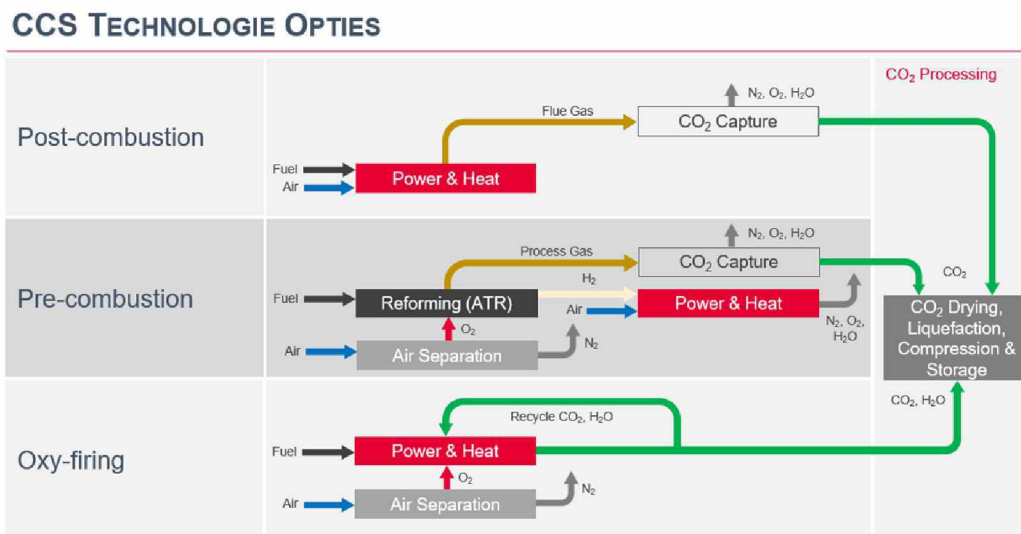 CCS TECHNOLOGIE OPTIES
CO₂ Processing
Post-combustion
Fuel
Air
Power & Heat
Flue Gas
N₂, O₂, H₂O
CO₂ Capture
Pre-combustion
Fuel
Air
Reforming (ATR)
O₂
Air Separation
N₂
Process Gas
H₂
Air
N₂, O₂, H₂O
CO₂ Capture
Power & Heat
N₂, O₂,
H₂O
CO₂
CO₂ Drying,
Liquefaction,
Compression &
Storage
CO₂, H₂O
Oxy-firing
Recycle CO₂, H₂O
Fuel
Power & Heat
O₂
Air
Air Separation
N₂